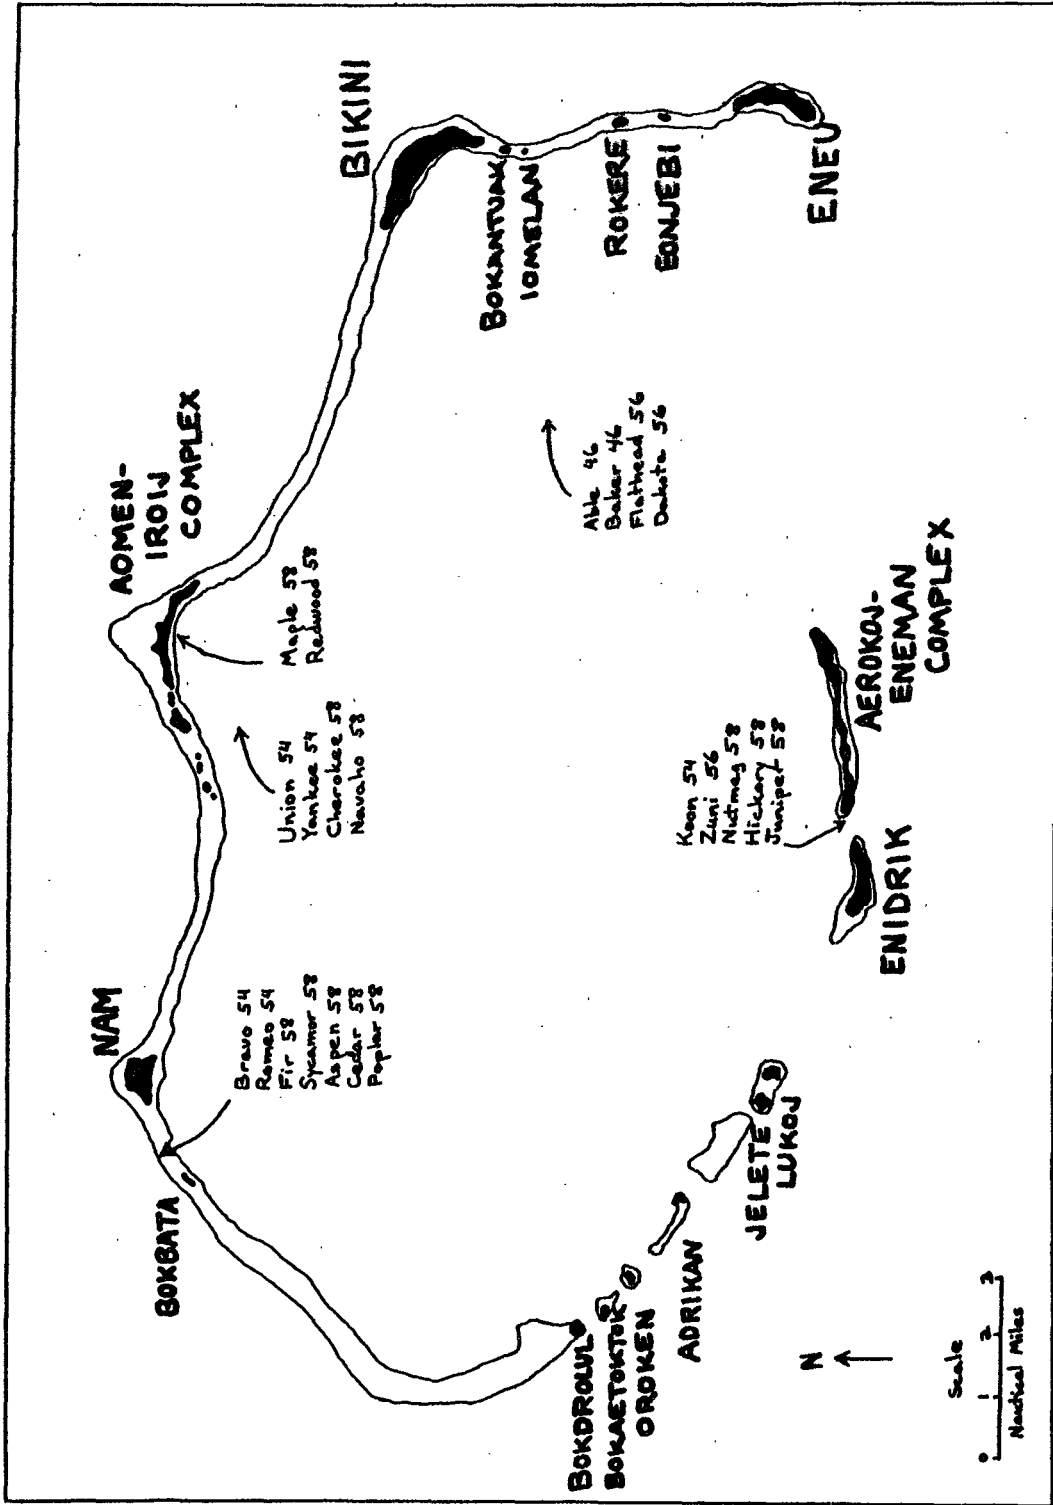 NAM
AOMEN-
IROIJ
COMPLEX
BIKINI
BOKBATA
Bravo 54
Romeo 54
Fir 58
Sycamor 58
Aspen 58
Cedar 58
Poplar 58
Union 54
Yankee 54
Cherokee 58
Navaho 58
Maple 58
Redwood 58
BOKANTUAK
IOMELAN
ROKERE
EONJEBI
ENEU
Able 46
Baker 46
Flathead 56
Dakota 56
Koon 54
Zuni 56
Nutmeg 58
Hickory 58
Juniper 58
AEROKOJ-
ENEMAN
COMPLEX
ENIDRIK
BOKDROLUL
BOKAETOKTOK
OROKEN
ADRIKAN
JELETE
LUKOJ
N
Scale
0 1 2 3
Nautical Miles